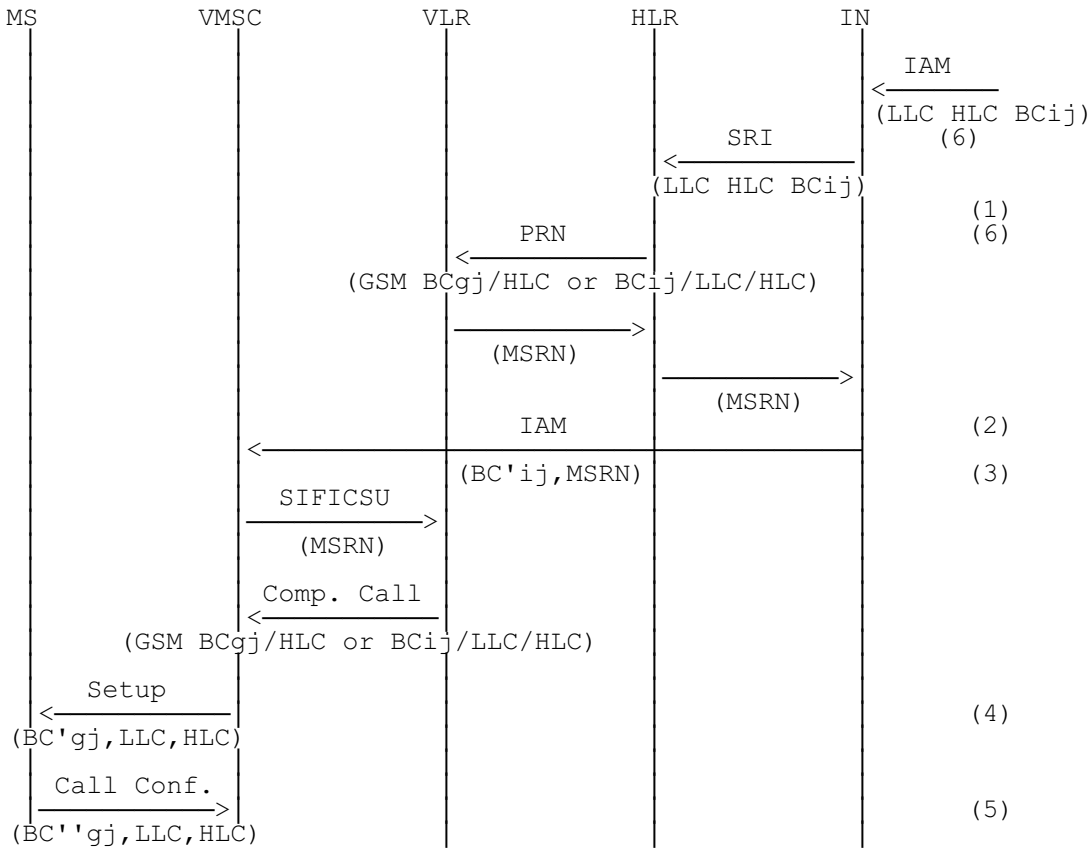 MS VMSC VLR HLR IN
IAM
(LLC HLC BCij)
(6)
SRI
(LLC HLC BCij)
(1)
PRN (6)
(GSM BCgj/HLC or BCij/LLC/HLC)
(MSRN)
(MSRN)
IAM (2)
(BC'ij,MSRN) (3)
SIFICSU
(MSRN)
Comp. Call
(GSM BCgj/HLC or BCij/LLC/HLC)
Setup
(4)
(BC'gj,LLC,HLC)
Call Conf.
(5)
(BC''gj,LLC,HLC)